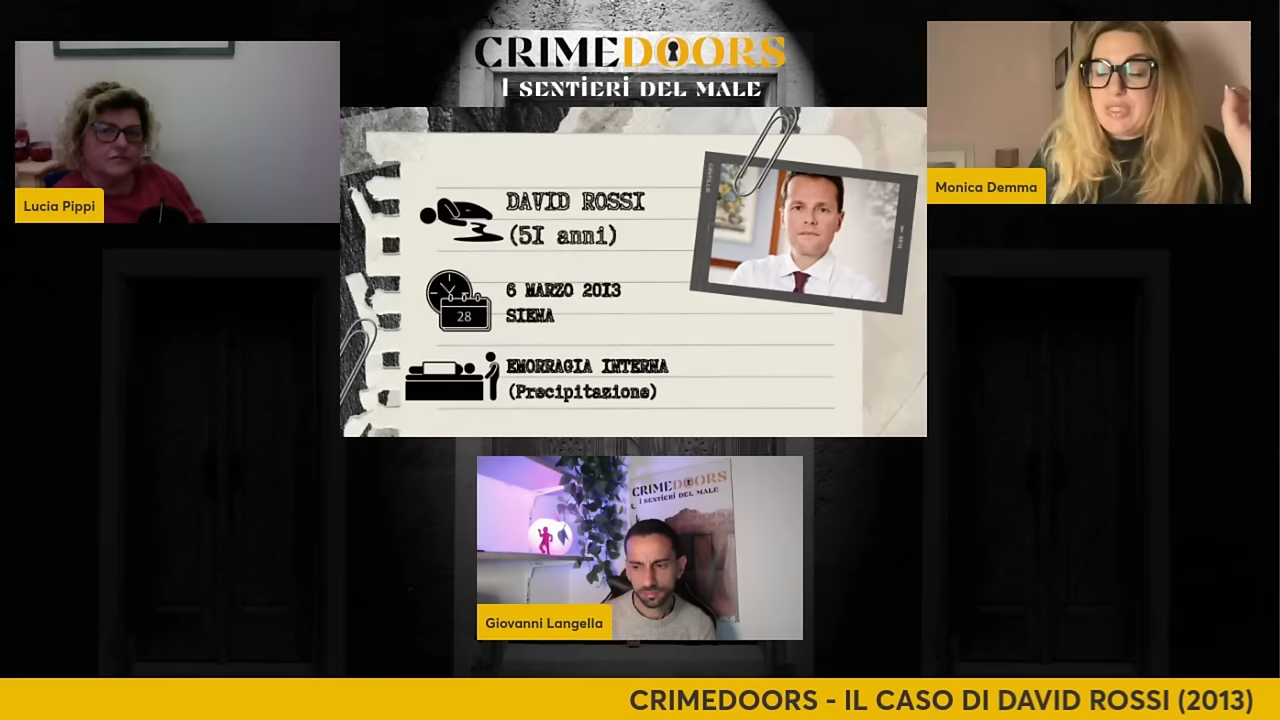 CRIMEDOORS
I SENTIERI DEL MALE
Lucia Pippi
Monica Demma
DAVID ROSSI
(51 anni)
6 MARZO 2013
SIENA
28
EMORRAGIA INTERNA
(Precipitazione)
CRIMEDOORS
I SENTIERI DEL MALE
Giovanni Langella
CRIMEDOORS - IL CASO DI DAVID ROSSI (2013)